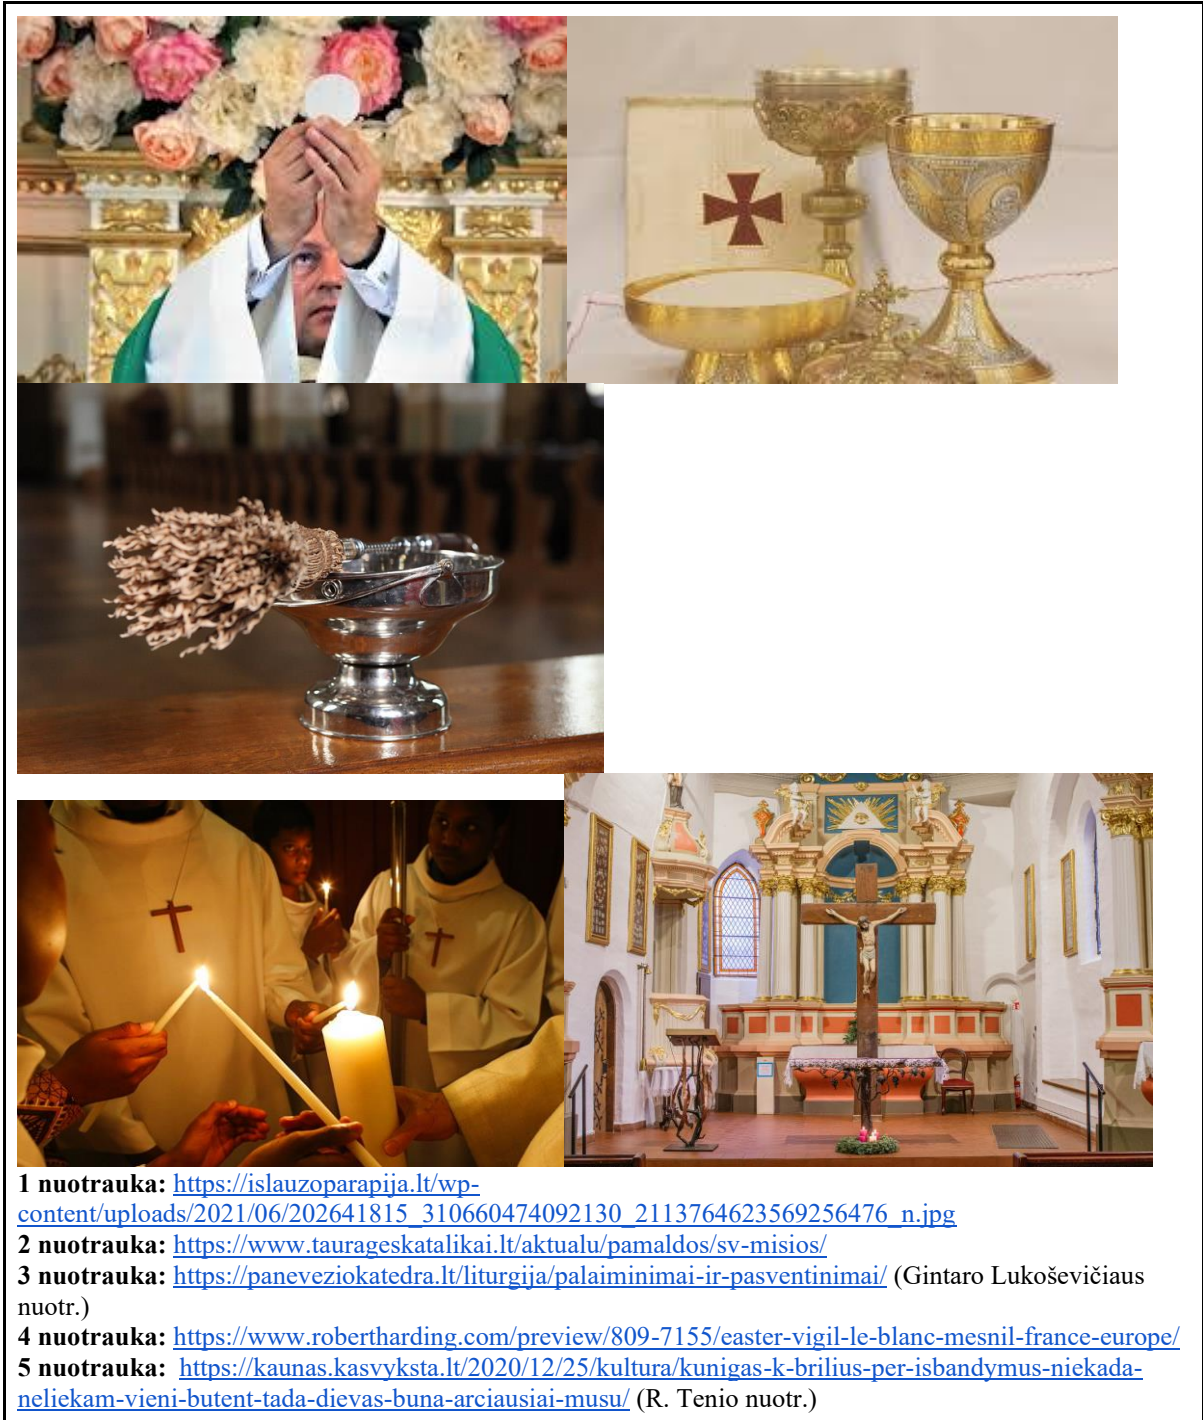 1 nuotrauka: https://islauzoparapija.lt/wp-
content/uploads/2021/06/202641815_310660474092130_2113764623569256476_n.jpg
2 nuotrauka: https://www.taurageskatalikai.lt/aktualu/pamaldos/sv-misios/
3 nuotrauka: https://paneveziokatedra.lt/liturgija/palaiminimai-ir-pasventinimai/ (Gintaro Lukoševičiaus
nuotr.)
4 nuotrauka: https://www.robertharding.com/preview/809-7155/easter-vigil-le-blanc-mesnil-france-europe/
5 nuotrauka: https://kaunas.kasvyksta.lt/2020/12/25/kultura/kunigas-k-brilius-per-isbandymus-niekada-
neliekam-vieni-butent-tada-dievas-buna-arciausiai-musu/ (R. Tenio nuotr.)